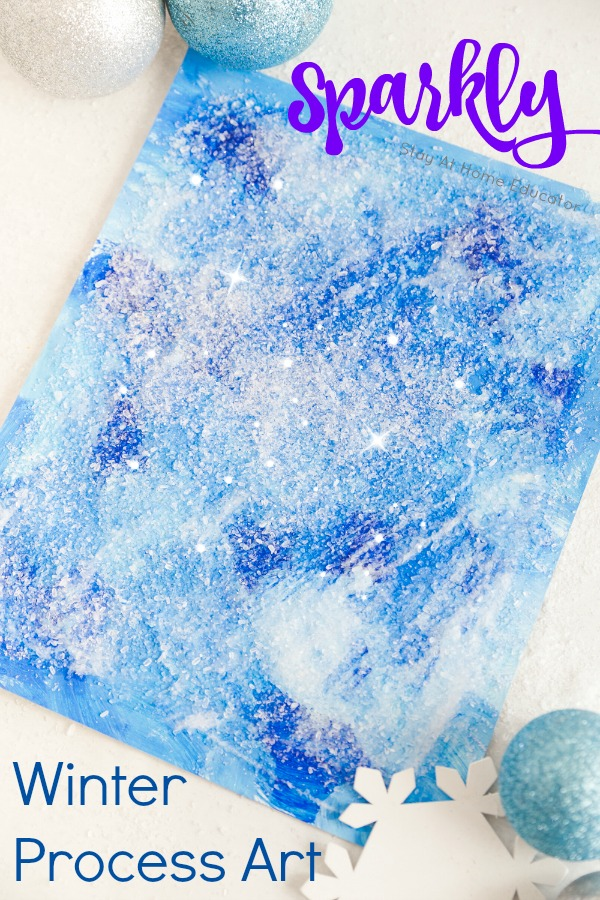 Sparkly
Stay At Home Educator
Winter
Process Art